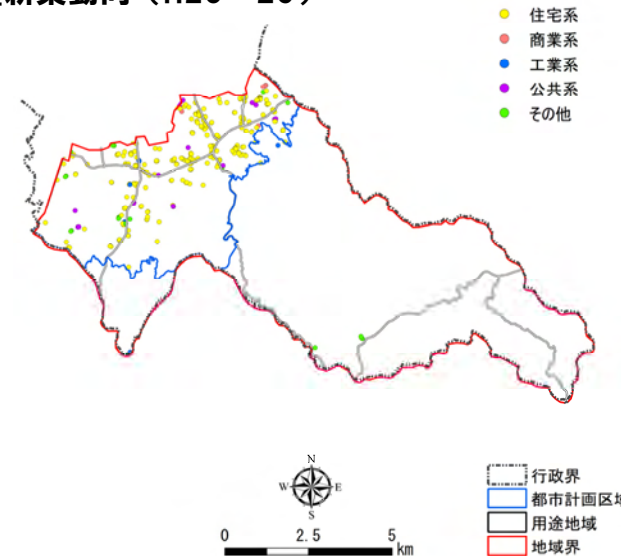 住宅系
商業系
工業系
公共系
その他
N
W E
S
0 2.5 5
km
行政界
都市計画区域
用途地域
地域界